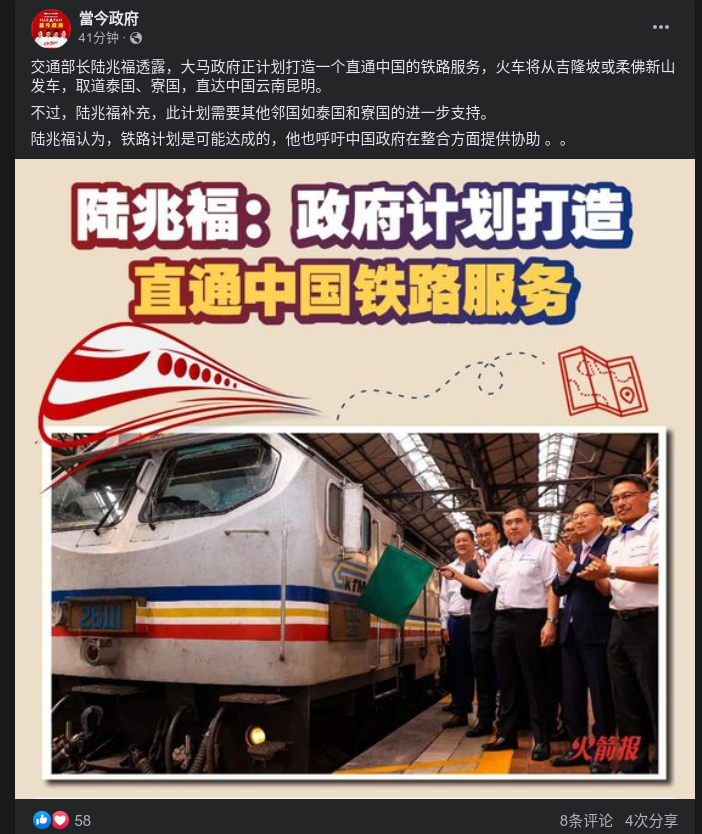 當今政府
41分钟
交通部长陆兆福透露，大马政府正计划打造一个直通中国的铁路服务，火车将从吉隆坡或柔佛新山
发车，取道泰国、寮国，直达中国云南昆明。
不过，陆兆福补充，此计划需要其他邻国如泰国和寮国的进一步支持。
陆兆福认为，铁路计划是可能达成的，他也呼吁中国政府在整合方面提供协助 。。
陆兆福：政府计划打造
直通中国铁路服务
KTM
26111
火箭报
58
8条评论 4次分享